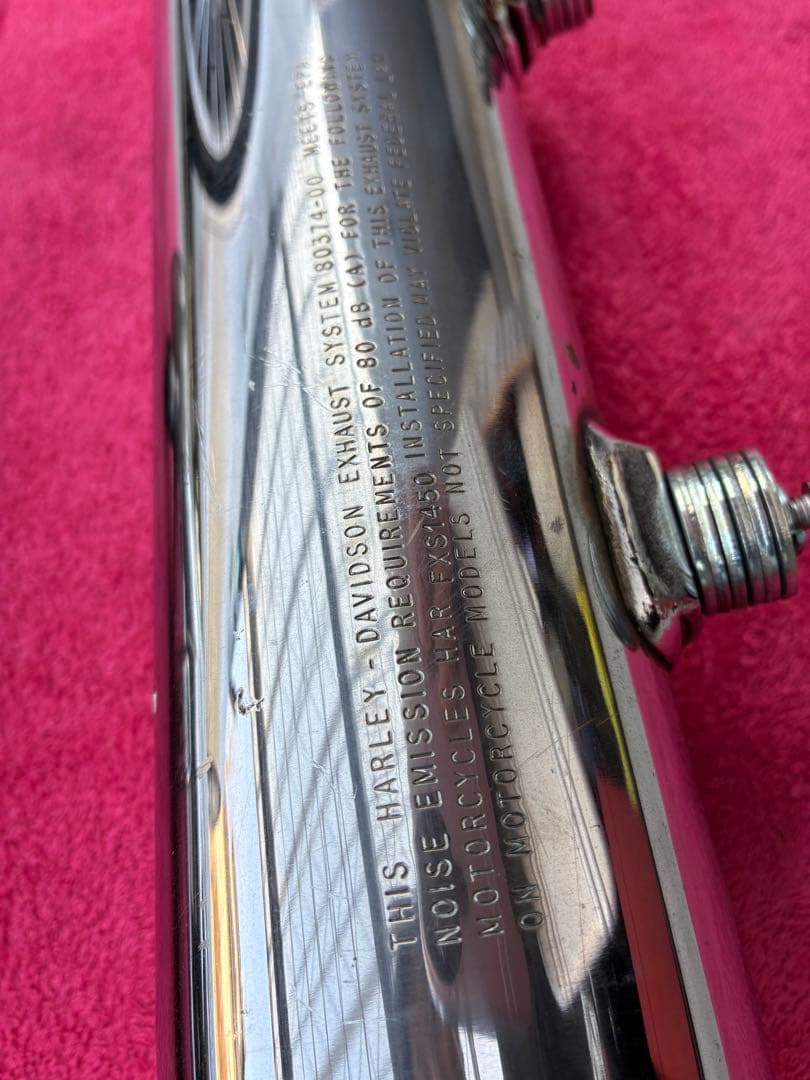 THIS HARLEY-DAVIDSON EXHAUST SYSTEM 80374-00 MEETS EPA
NOISE EMISSION REQUIREMENTS OF 80 dB (A) FOR THE FOLLOWING
MOTORCYCLES HAR FXS1450 INSTALLATION OF THIS EXHAUST SYSTEM
ON MOTORCYCLE MODELS NOT SPECIFIED MAY VIOLATE FEDERAL LAW